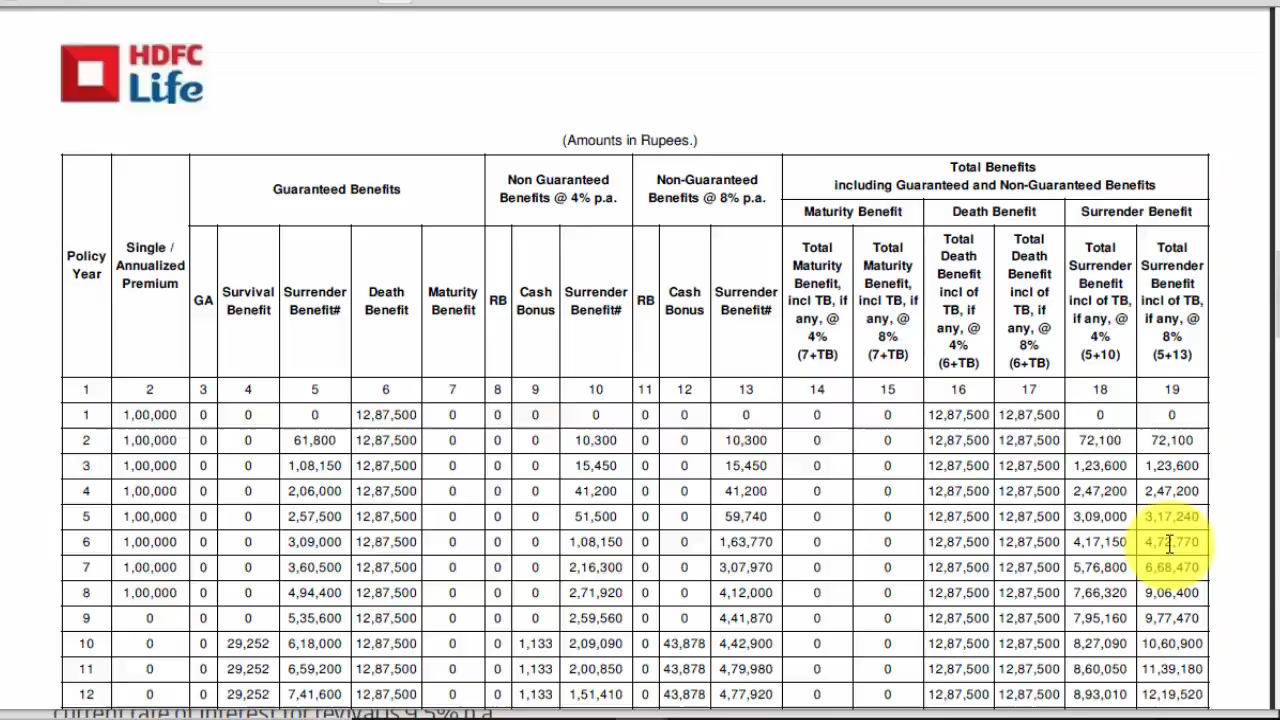 HDFC
Life
(Amounts in Rupees.)
Policy Year | Single / Annualized Premium | Guaranteed Benefits | Non Guaranteed Benefits @ 4% p.a. | Non-Guaranteed Benefits @ 8% p.a. | Total Benefits including Guaranteed and Non-Guaranteed Benefits
Maturity Benefit | Death Benefit | Surrender Benefit
GA | Survival Benefit | Surrender Benefit# | Death Benefit | Maturity Benefit | RB | Cash Bonus | Surrender Benefit# | RB | Cash Bonus | Surrender Benefit# | Total Maturity Benefit, incl TB, if any, @ 4% (7+TB) | Total Maturity Benefit, incl TB, if any, @ 8% (7+TB) | Total Death Benefit incl of TB, if any, @ 4% (6+TB) | Total Death Benefit incl of TB, if any, @ 8% (6+TB) | Total Surrender Benefit incl of TB, if any, @ 4% (5+10) | Total Surrender Benefit incl of TB, if any, @ 8% (5+13)
1 | 2 | 3 | 4 | 5 | 6 | 7 | 8 | 9 | 10 | 11 | 12 | 13 | 14 | 15 | 16 | 17 | 18 | 19
1 | 1,00,000 | 0 | 0 | 0 | 12,87,500 | 0 | 0 | 0 | 0 | 0 | 0 | 0 | 0 | 0 | 12,87,500 | 12,87,500 | 0 | 0
2 | 1,00,000 | 0 | 0 | 61,800 | 12,87,500 | 0 | 0 | 0 | 10,300 | 0 | 0 | 10,300 | 0 | 0 | 12,87,500 | 12,87,500 | 72,100 | 72,100
3 | 1,00,000 | 0 | 0 | 1,08,150 | 12,87,500 | 0 | 0 | 0 | 15,450 | 0 | 0 | 15,450 | 0 | 0 | 12,87,500 | 12,87,500 | 1,23,600 | 1,23,600
4 | 1,00,000 | 0 | 0 | 2,06,000 | 12,87,500 | 0 | 0 | 0 | 41,200 | 0 | 0 | 41,200 | 0 | 0 | 12,87,500 | 12,87,500 | 2,47,200 | 2,47,200
5 | 1,00,000 | 0 | 0 | 2,57,500 | 12,87,500 | 0 | 0 | 0 | 51,500 | 0 | 0 | 59,740 | 0 | 0 | 12,87,500 | 12,87,500 | 3,09,000 | 3,17,240
6 | 1,00,000 | 0 | 0 | 3,09,000 | 12,87,500 | 0 | 0 | 0 | 1,08,150 | 0 | 0 | 1,63,770 | 0 | 0 | 12,87,500 | 12,87,500 | 4,17,150 | 4,72,770
7 | 1,00,000 | 0 | 0 | 3,60,500 | 12,87,500 | 0 | 0 | 0 | 2,16,300 | 0 | 0 | 3,07,970 | 0 | 0 | 12,87,500 | 12,87,500 | 5,76,800 | 6,68,470
8 | 1,00,000 | 0 | 0 | 4,94,400 | 12,87,500 | 0 | 0 | 0 | 2,71,920 | 0 | 0 | 4,12,000 | 0 | 0 | 12,87,500 | 12,87,500 | 7,66,320 | 9,06,400
9 | 0 | 0 | 0 | 5,35,600 | 12,87,500 | 0 | 0 | 0 | 2,59,560 | 0 | 0 | 4,41,870 | 0 | 0 | 12,87,500 | 12,87,500 | 7,95,160 | 9,77,470
10 | 0 | 0 | 29,252 | 6,18,000 | 12,87,500 | 0 | 0 | 1,133 | 2,09,090 | 0 | 43,878 | 4,42,900 | 0 | 0 | 12,87,500 | 12,87,500 | 8,27,090 | 10,60,900
11 | 0 | 0 | 29,252 | 6,59,200 | 12,87,500 | 0 | 0 | 1,133 | 2,00,850 | 0 | 43,878 | 4,79,980 | 0 | 0 | 12,87,500 | 12,87,500 | 8,60,050 | 11,39,180
12 | 0 | 0 | 29,252 | 7,41,600 | 12,87,500 | 0 | 0 | 1,133 | 1,51,410 | 0 | 43,878 | 4,77,920 | 0 | 0 | 12,87,500 | 12,87,500 | 8,93,010 | 12,19,520
current rate of interest for revival is 9.5% p.a.